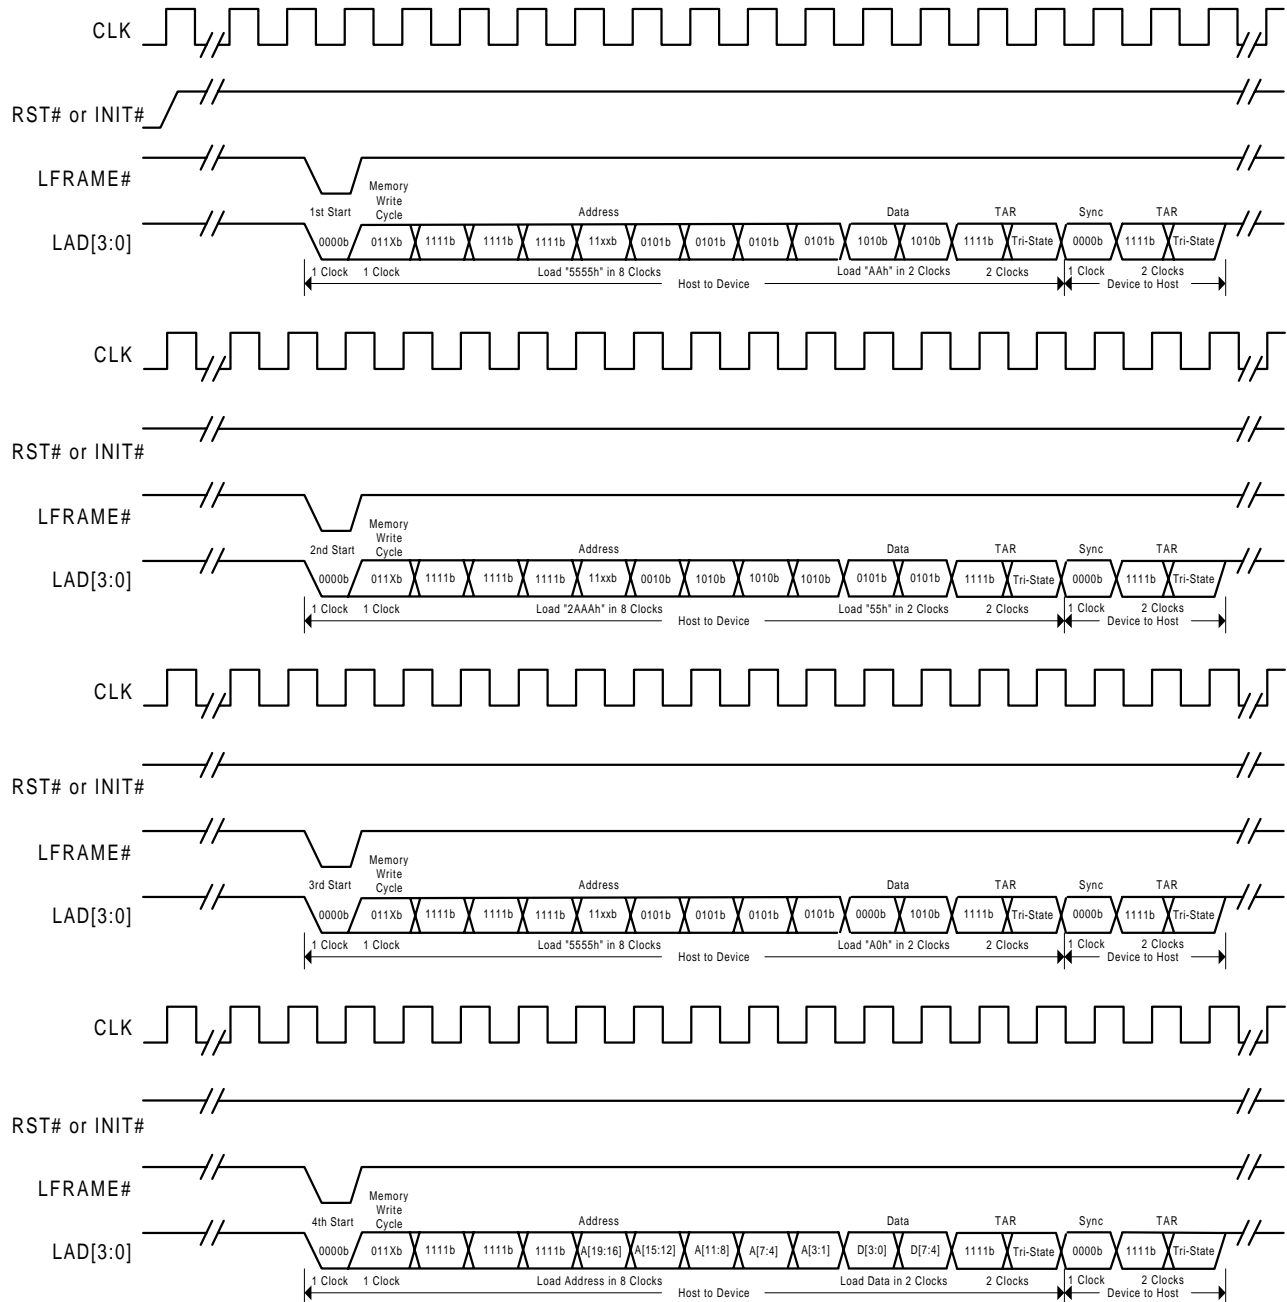 CLK
RST# or INIT#
LFRAME#
Memory
Write
Cycle
1st Start Address Data TAR Sync TAR
LAD[3:0] 0000b 011Xb 1111b 1111b 1111b 11xxb 0101b 0101b 0101b 0101b 1010b 1010b 1111b Tri-State 0000b 1111b Tri-State
1 Clock 1 Clock Load "5555h" in 8 Clocks Load "AAh" in 2 Clocks 2 Clocks 1 Clock 2 Clocks
Host to Device Device to Host
CLK
RST# or INIT#
LFRAME#
Memory
Write
Cycle
2nd Start Address Data TAR Sync TAR
LAD[3:0] 0000b 011Xb 1111b 1111b 1111b 11xxb 0010b 1010b 1010b 1010b 0101b 0101b 1111b Tri-State 0000b 1111b Tri-State
1 Clock 1 Clock Load "2AAAh" in 8 Clocks Load "55h" in 2 Clocks 2 Clocks 1 Clock 2 Clocks
Host to Device Device to Host
CLK
RST# or INIT#
LFRAME#
Memory
Write
Cycle
3rd Start Address Data TAR Sync TAR
LAD[3:0] 0000b 011Xb 1111b 1111b 1111b 11xxb 0101b 0101b 0101b 0101b 0000b 1010b 1111b Tri-State 0000b 1111b Tri-State
1 Clock 1 Clock Load "5555h" in 8 Clocks Load "A0h" in 2 Clocks 2 Clocks 1 Clock 2 Clocks
Host to Device Device to Host
CLK
RST# or INIT#
LFRAME#
Memory
Write
Cycle
4th Start Address Data TAR Sync TAR
LAD[3:0] 0000b 011Xb 1111b 1111b 1111b A[19:16] A[15:12] A[11:8] A[7:4] A[3:1] D[3:0] D[7:4] 1111b Tri-State 0000b 1111b Tri-State
1 Clock 1 Clock Load Address in 8 Clocks Load Data in 2 Clocks 2 Clocks 1 Clock 2 Clocks
Host to Device Device to Host